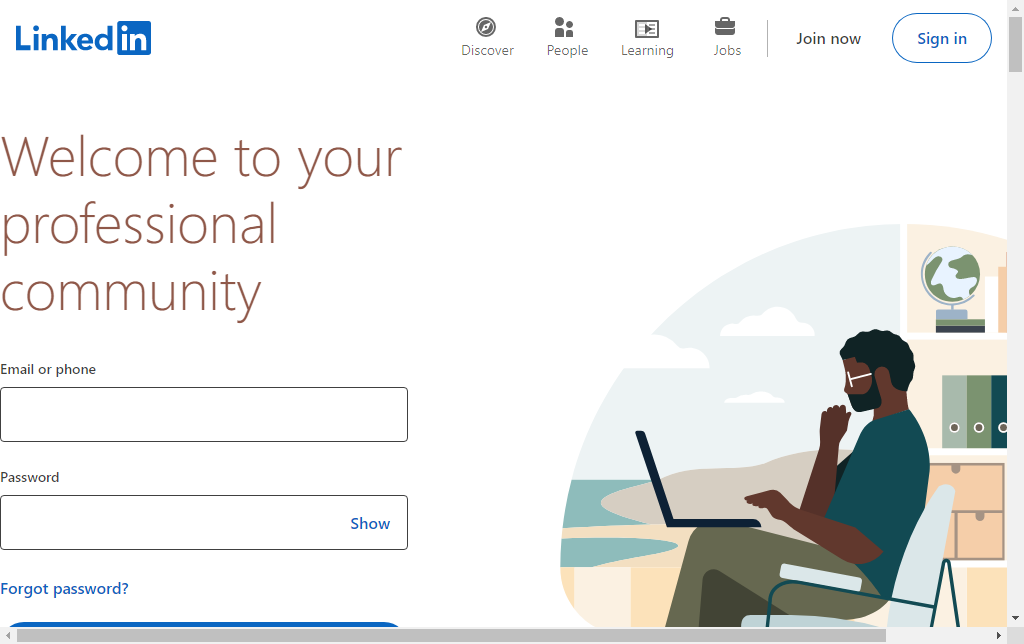 LinkedIn
Discover
People
Learning
Jobs
Join now
Sign in
Welcome to your
professional
community
Email or phone
Password
Show
Forgot password?